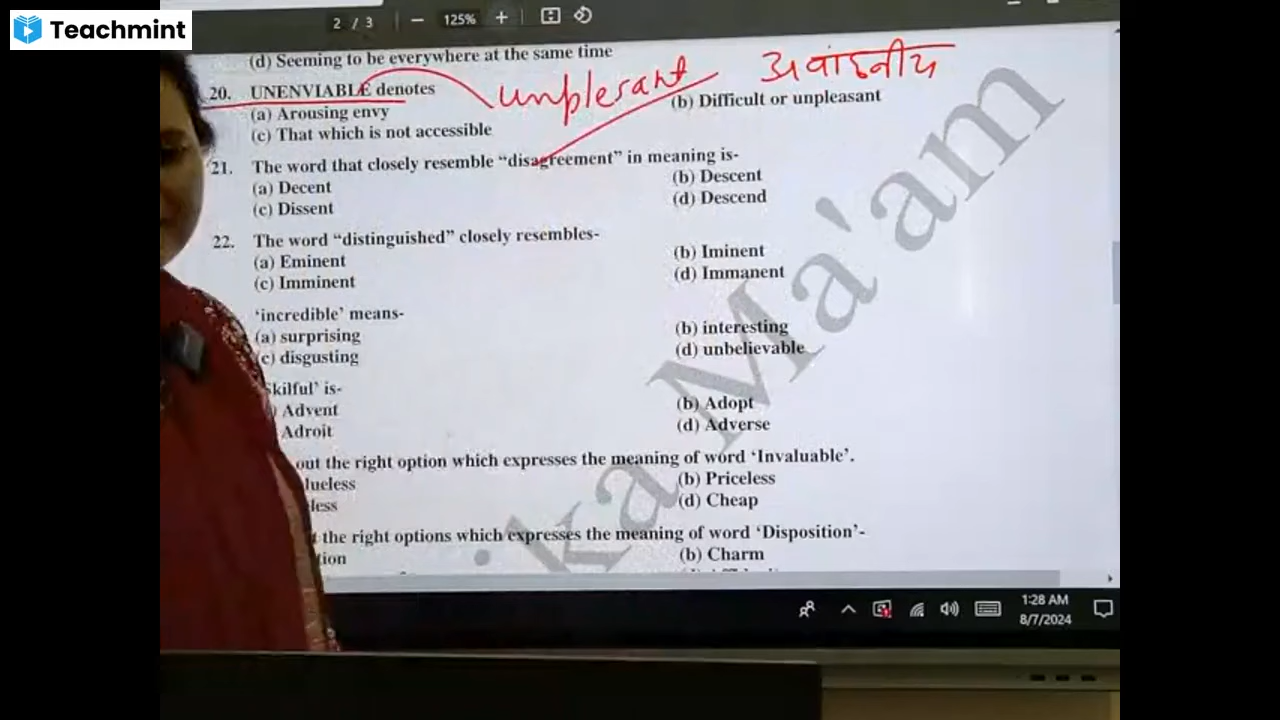 Teachmint
2 / 3 − 125% +
(d) Seeming to be everywhere at the same time
20. UNENVIABLE denotes
unplesant
अवांछनीय
(a) Arousing envy
(b) Difficult or unpleasant
(c) That which is not accessible
21. The word that closely resemble “disagreement” in meaning is-
(a) Decent
(b) Descent
(c) Dissent
(d) Descend
22. The word “distinguished” closely resembles-
(a) Eminent
(b) Iminent
(c) Imminent
(d) Immanent
‘incredible’ means-
(a) surprising
(b) interesting
(c) disgusting
(d) unbelievable
Skilful’ is-
) Advent
(b) Adopt
Adroit
(d) Adverse
out the right option which expresses the meaning of word ‘Invaluable’.
lueless
(b) Priceless
less
(d) Cheap
the right options which expresses the meaning of word ‘Disposition’-
tion
(b) Charm
ika Ma'am
1:28 AM
8/7/2024